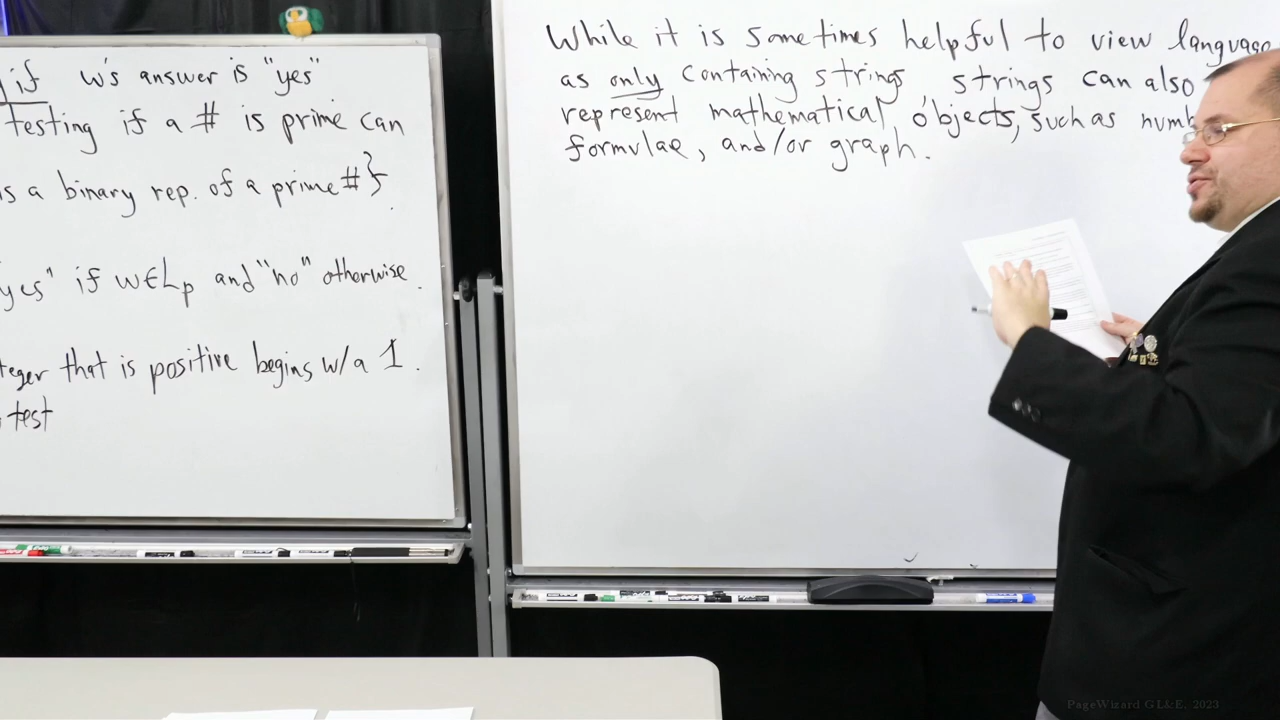 if w's answer is "yes"
testing if a # is prime can
is a binary rep. of a prime #}
yes" if w∈Lp and "no" otherwise.
teger that is positive begins w/a 1.
test
While it is sometimes helpful to view language
as only containing strings, strings can also
represent mathematical objects, such as numb
formulae, and/or graph.
PageWizard GL&E, 2023